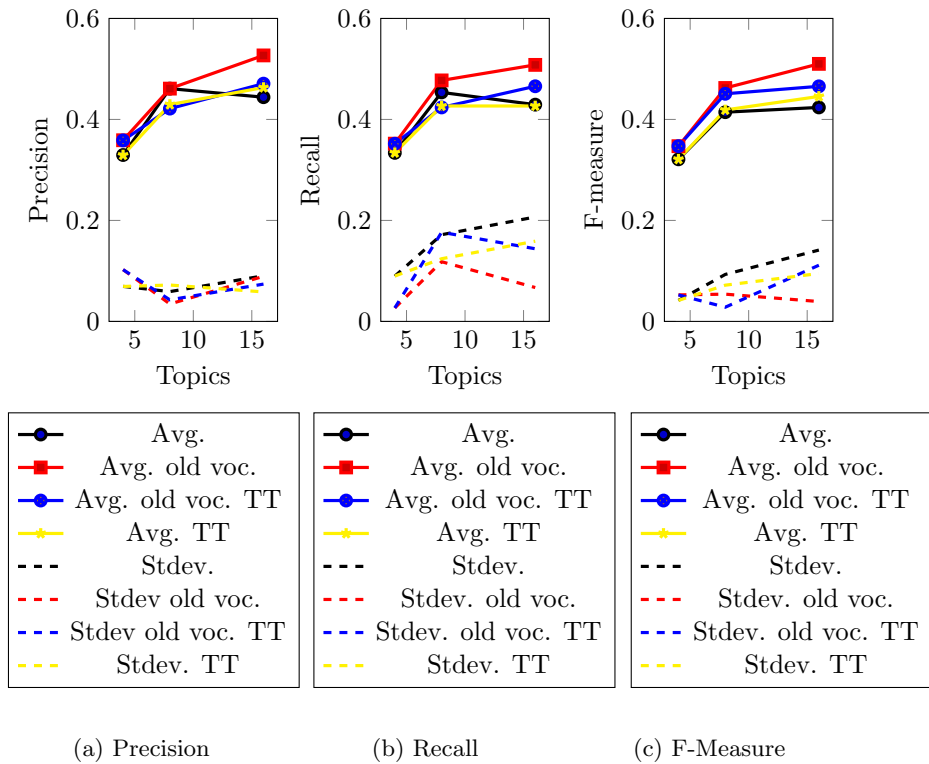 0.6
0.4
0.2
0
5
10
15
Topics
Precision
0.6
0.4
0.2
0
5
10
15
Topics
Recall
0.6
0.4
0.2
0
5
10
15
Topics
F-measure
Avg.
Avg. old voc.
Avg. old voc. TT
Avg. TT
Stdev.
Stdev old voc.
Stdev old voc. TT
Stdev. TT
Avg.
Avg. old voc.
Avg. old voc. TT
Avg. TT
Stdev.
Stdev. old voc.
Stdev. old voc. TT
Stdev. TT
Avg.
Avg. old voc.
Avg. old voc. TT
Avg. TT
Stdev.
Stdev. old voc.
Stdev. old voc. TT
Stdev. TT
(a) Precision
(b) Recall
(c) F-Measure